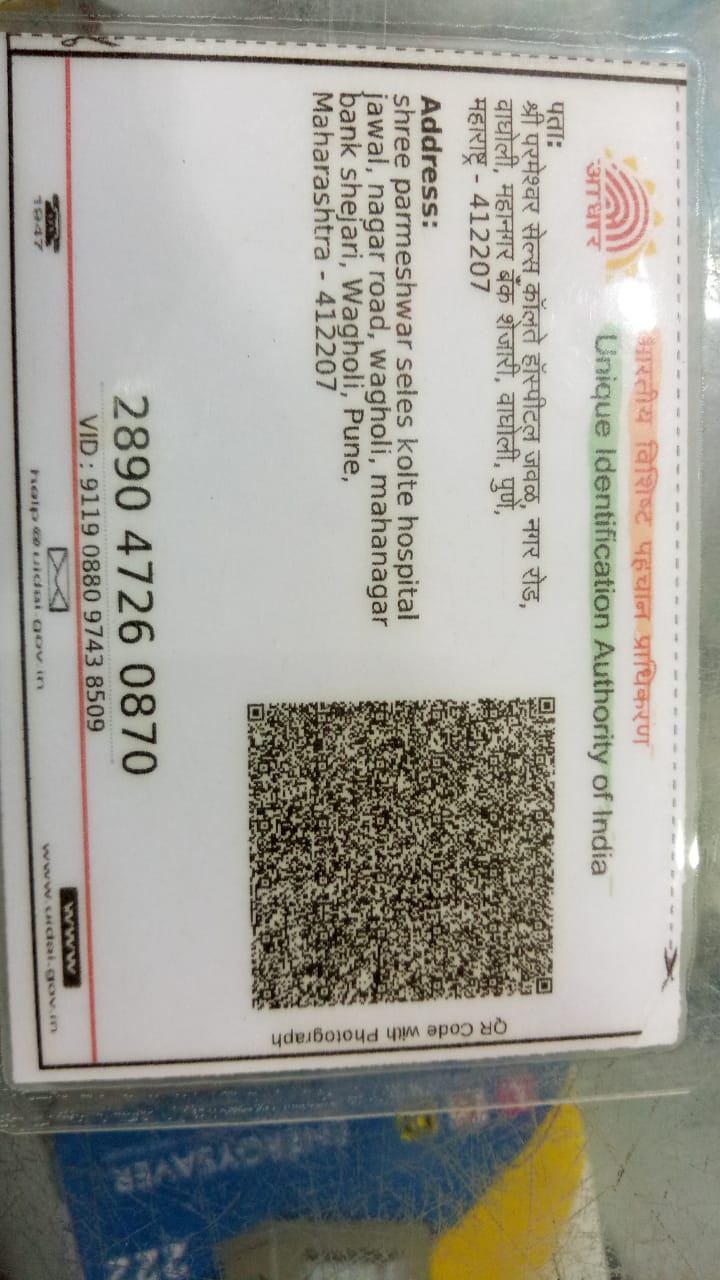 भारतीय विशिष्ट पहचान प्राधिकरण
Unique Identification Authority of India
आधार
पता:
श्री परमेश्वर सेल्स कॉलते हॉस्पीटल जवळ, नगर रोड,
वाघोली, महानगर बँक शेजारी, वाघोली, पुणे,
महाराष्ट्र - 412207
Address:
shree parmeshwar seles kolte hospital
jawal, nagar road, wagholi, mahanagar
bank shejari, Wagholi, Pune,
Maharashtra - 412207
QR Code with Photograph
2890 4726 0870
VID : 9119 0880 9743 8509
1947
help@uidai.gov.in
www
www.uidai.gov.in
222